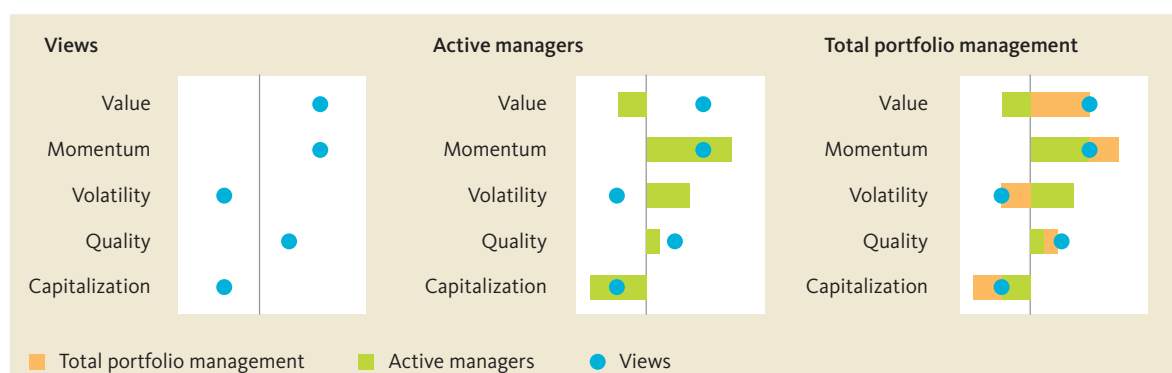 Views
Value
Momentum
Volatility
Quality
Capitalization
Active managers
Value
Momentum
Volatility
Quality
Capitalization
Total portfolio management
Value
Momentum
Volatility
Quality
Capitalization
Total portfolio management
Active managers
Views